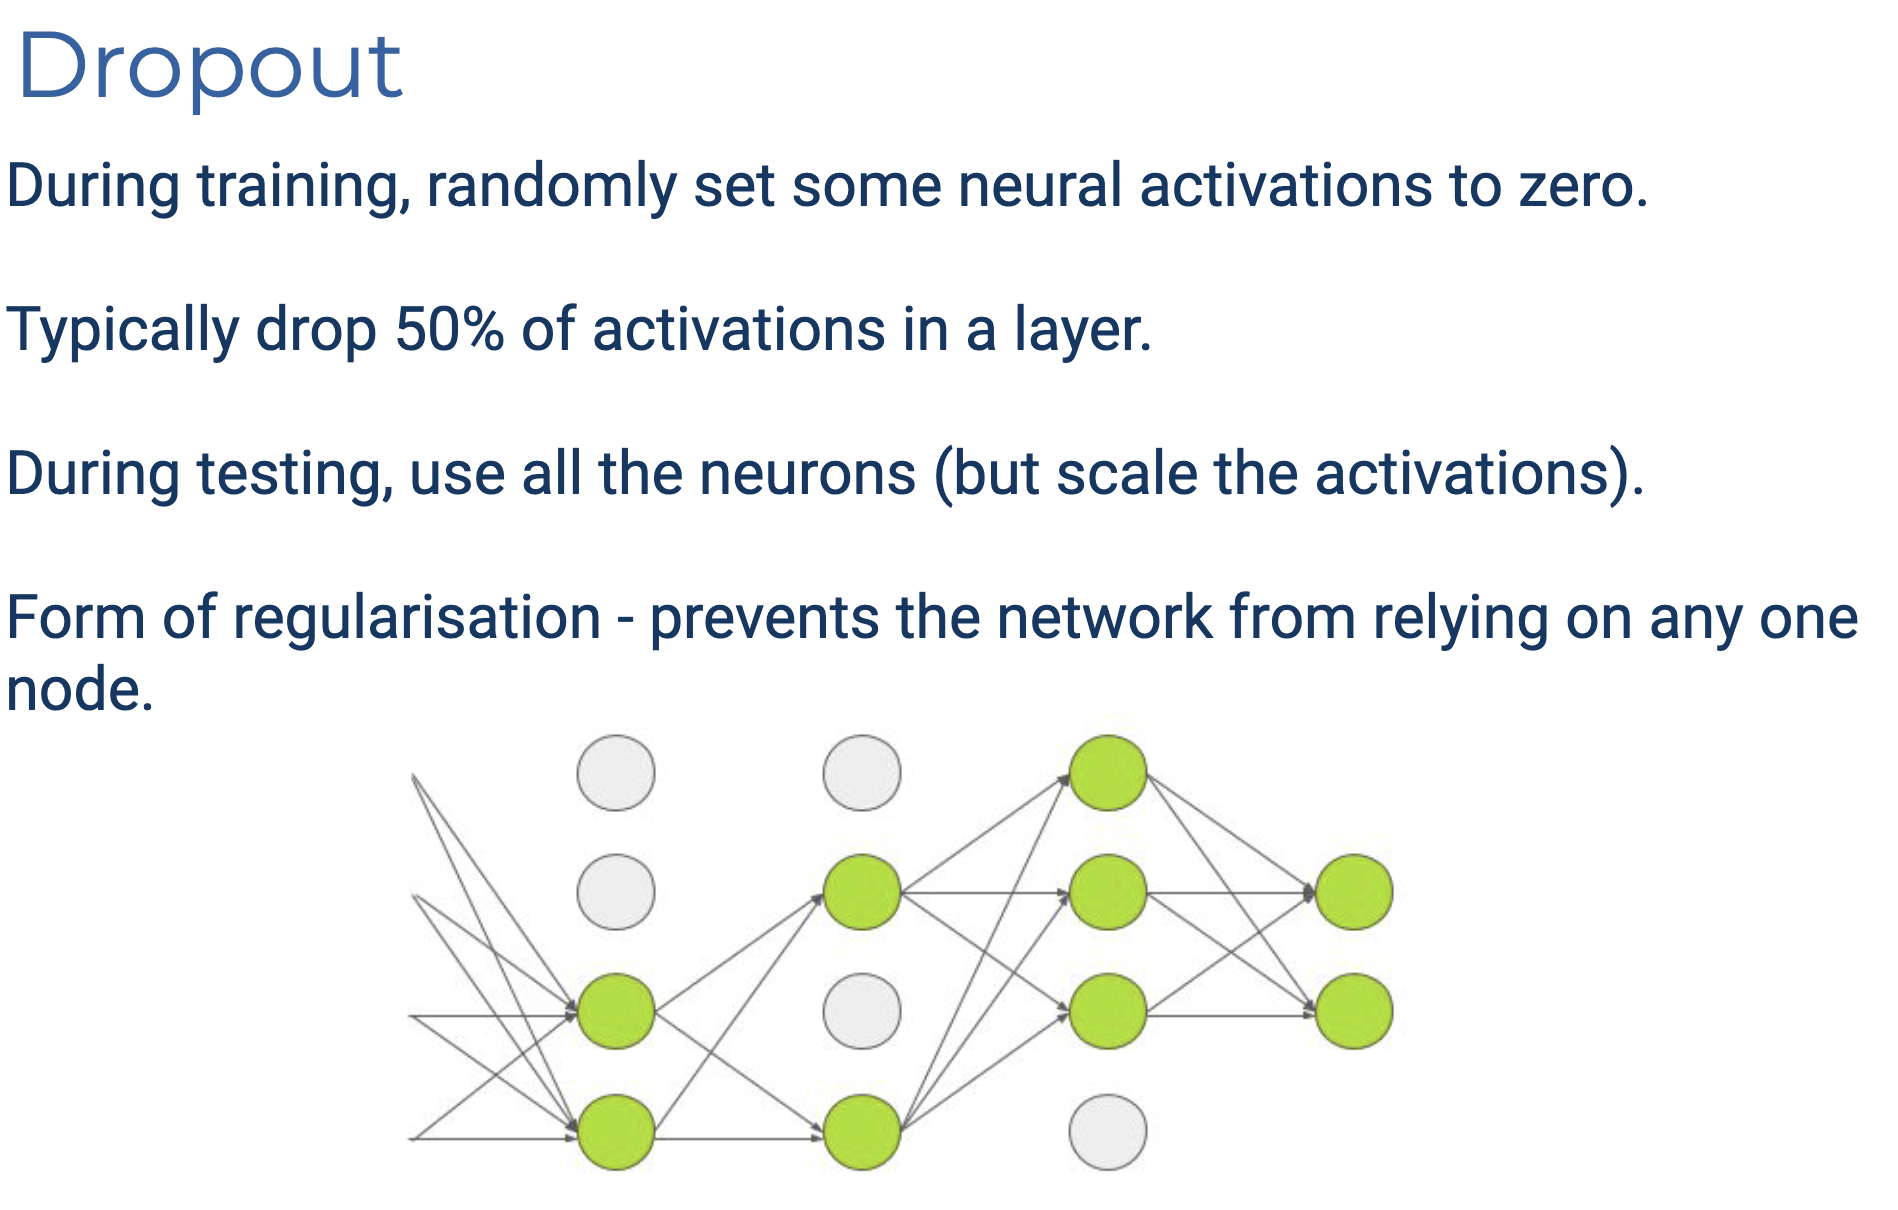 Dropout
During training, randomly set some neural activations to zero.
Typically drop 50% of activations in a layer.
During testing, use all the neurons (but scale the activations).
Form of regularisation - prevents the network from relying on any one
node.